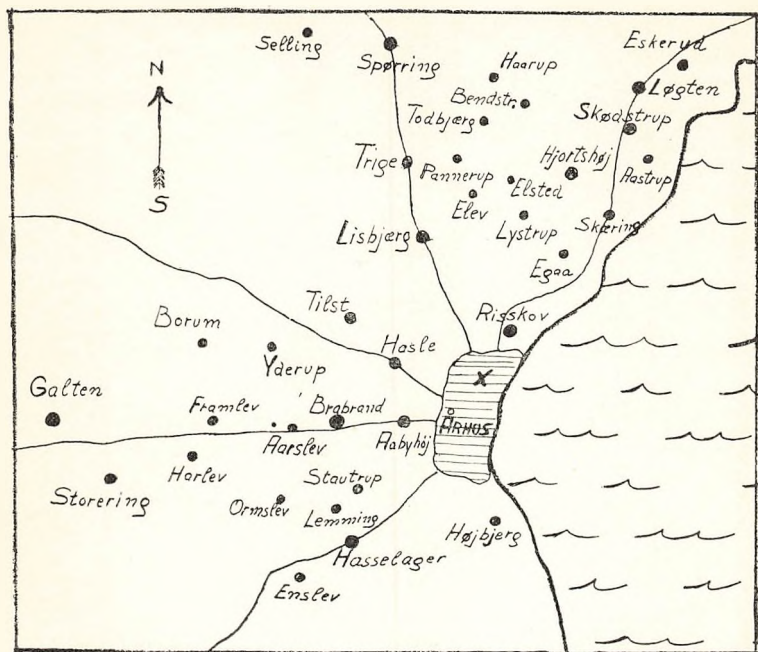 Selling
Spørring
Haarup
Eskerud
N
Bendstr.
Løgten
Todbjærg
Skødstrup
Trige
Pannerup
Hjortshøj
Elsted
Aastrup
S
Elev
Lisbjærg
Lystrup
Skæring
Egaa
Tilst
Risskov
Borum
Yderup
Hasle
X
Galten
Framlev
Brabrand
ÅRHUS
Aarslev
Aabyhøj
Harlev
Stautrup
Storering
Ormslev
Lemming
Højbjerg
Hasselager
Enslev